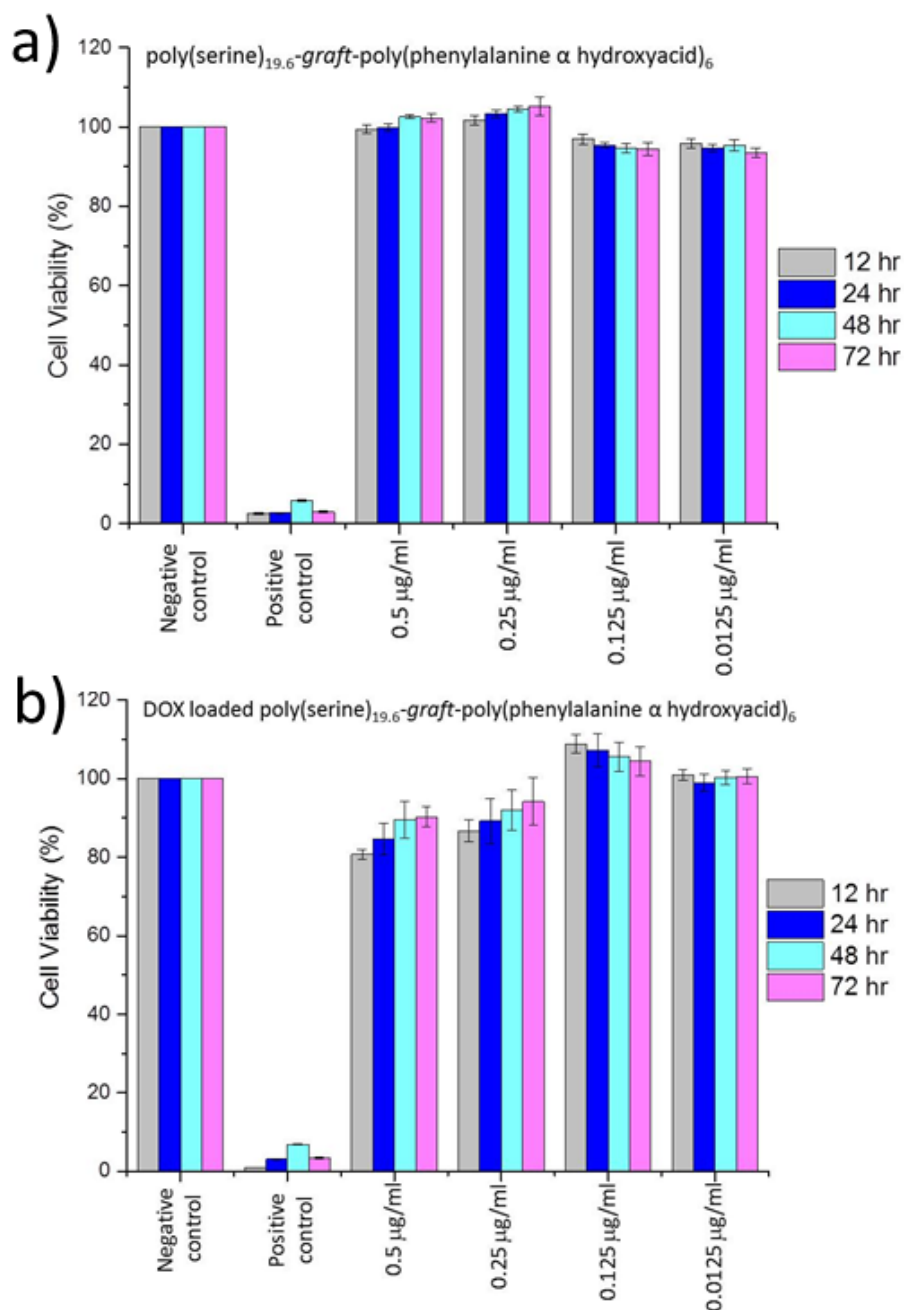 a)
poly(serine)19.6-graft-poly(phenylalanine α hydroxyacid)6
Cell Viability (%)
120
100
80
60
40
20
0
Negative
control
Positive
control
0.5 μg/ml
0.25 μg/ml
0.125 μg/ml
0.0125 μg/ml
12 hr
24 hr
48 hr
72 hr
b)
DOX loaded poly(serine)19.6-graft-poly(phenylalanine α hydroxyacid)6
Cell Viability (%)
120
100
80
60
40
20
0
Negative
control
Positive
control
0.5 μg/ml
0.25 μg/ml
0.125 μg/ml
0.0125 μg/ml
12 hr
24 hr
48 hr
72 hr